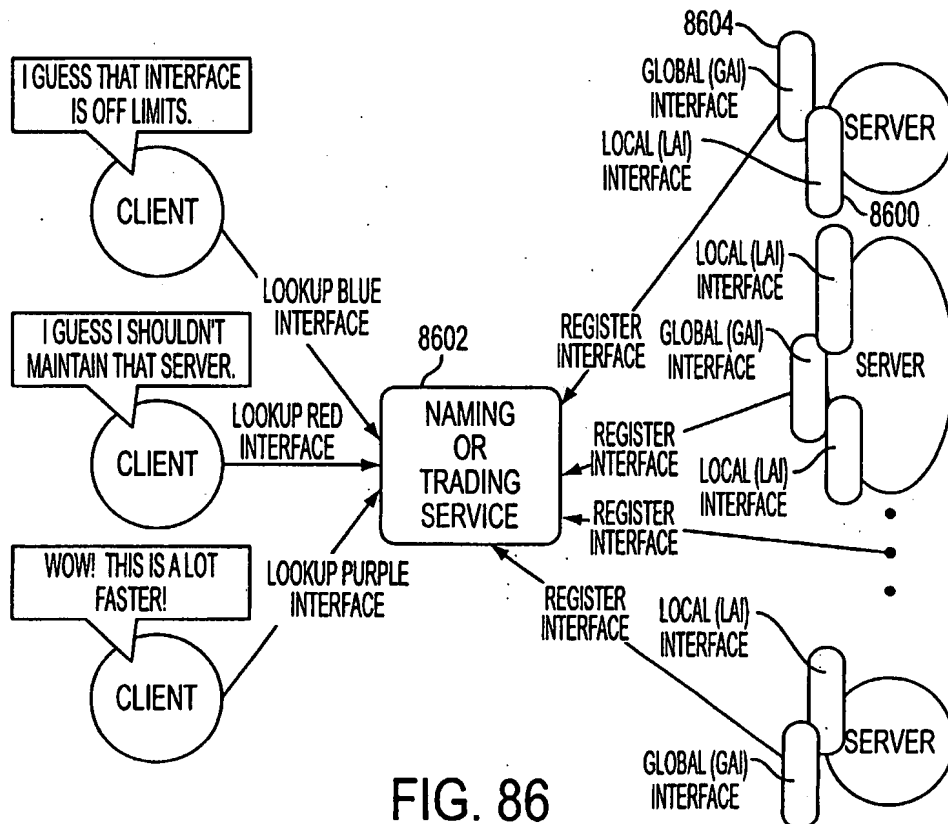 I GUESS THAT INTERFACE
IS OFF LIMITS.
CLIENT
LOOKUP BLUE
INTERFACE
I GUESS I SHOULDN'T
MAINTAIN THAT SERVER.
CLIENT
LOOKUP RED
INTERFACE
WOW! THIS IS A LOT
FASTER!
CLIENT
LOOKUP PURPLE
INTERFACE
8602
NAMING
OR
TRADING
SERVICE
8604
GLOBAL (GAI)
INTERFACE
LOCAL (LAI)
INTERFACE
SERVER
8600
REGISTER
INTERFACE
LOCAL (LAI)
INTERFACE
GLOBAL (GAI)
INTERFACE
SERVER
REGISTER
INTERFACE
LOCAL (LAI)
INTERFACE
REGISTER
INTERFACE
REGISTER
INTERFACE
LOCAL (LAI)
INTERFACE
SERVER
GLOBAL (GAI)
INTERFACE
FIG. 86